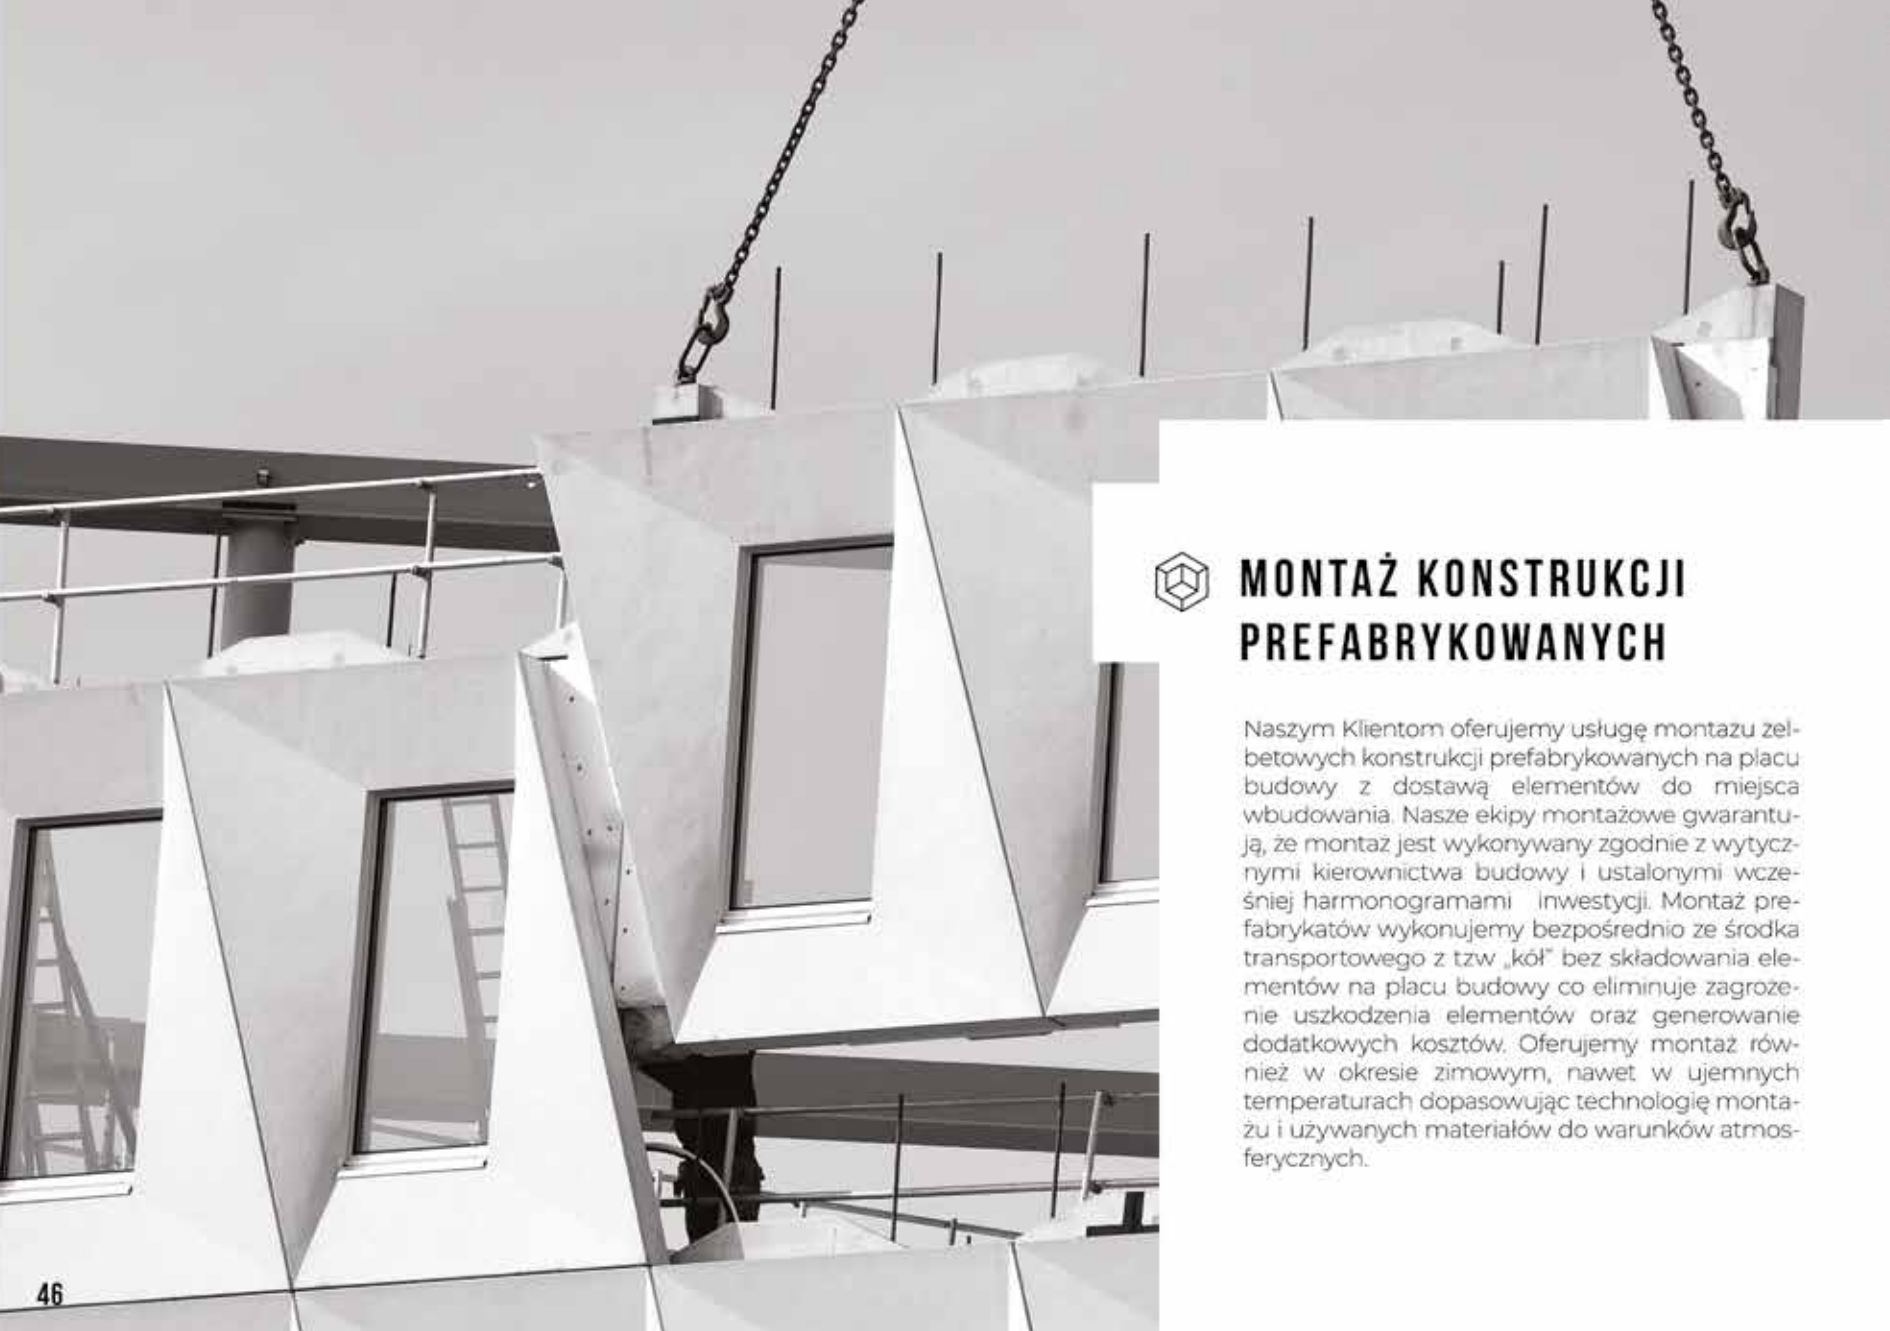 MONTAŻ KONSTRUKCJI
PREFABRYKOWANYCH
Naszym Klientom oferujemy usługę montażu żel-
betowych konstrukcji prefabrykowanych na placu
budowy z dostawą elementów do miejsca
wbudowania. Nasze ekipy montażowe gwarantu-
ją, że montaż jest wykonywany zgodnie z wytycz-
nymi kierownictwa budowy i ustalonymi wcze-
śniej harmonogramami inwestycji. Montaż pre-
fabrykatów wykonujemy bezpośrednio ze środka
transportowego z tzw „kół” bez składowania ele-
mentów na placu budowy co eliminuje zagroże-
nie uszkodzenia elementów oraz generowanie
dodatkowych kosztów. Oferujemy montaż rów-
nież w okresie zimowym, nawet w ujemnych
temperaturach dopasowując technologię monta-
żu i używanych materiałów do warunków atmos-
ferycznych.
46